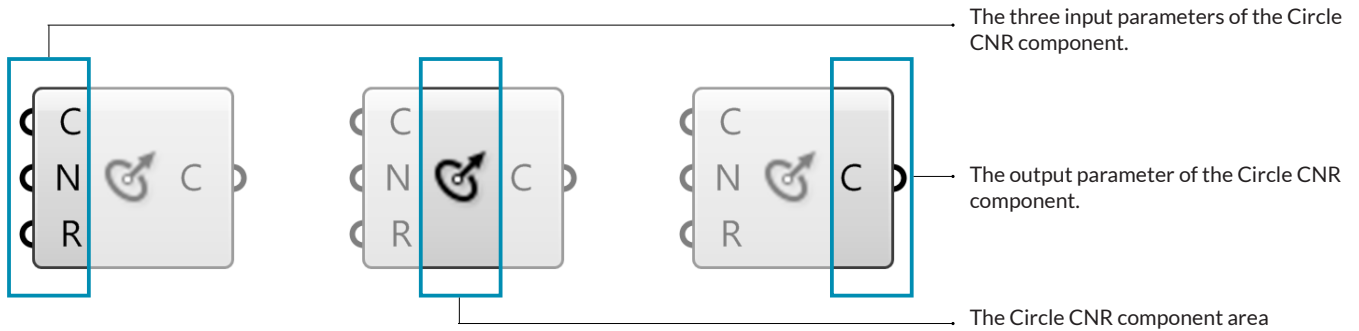 The three input parameters of the Circle
CNR component.
C
N
R
C
C
N
R
C
C
N
R
C
The output parameter of the Circle CNR
component.
The Circle CNR component area